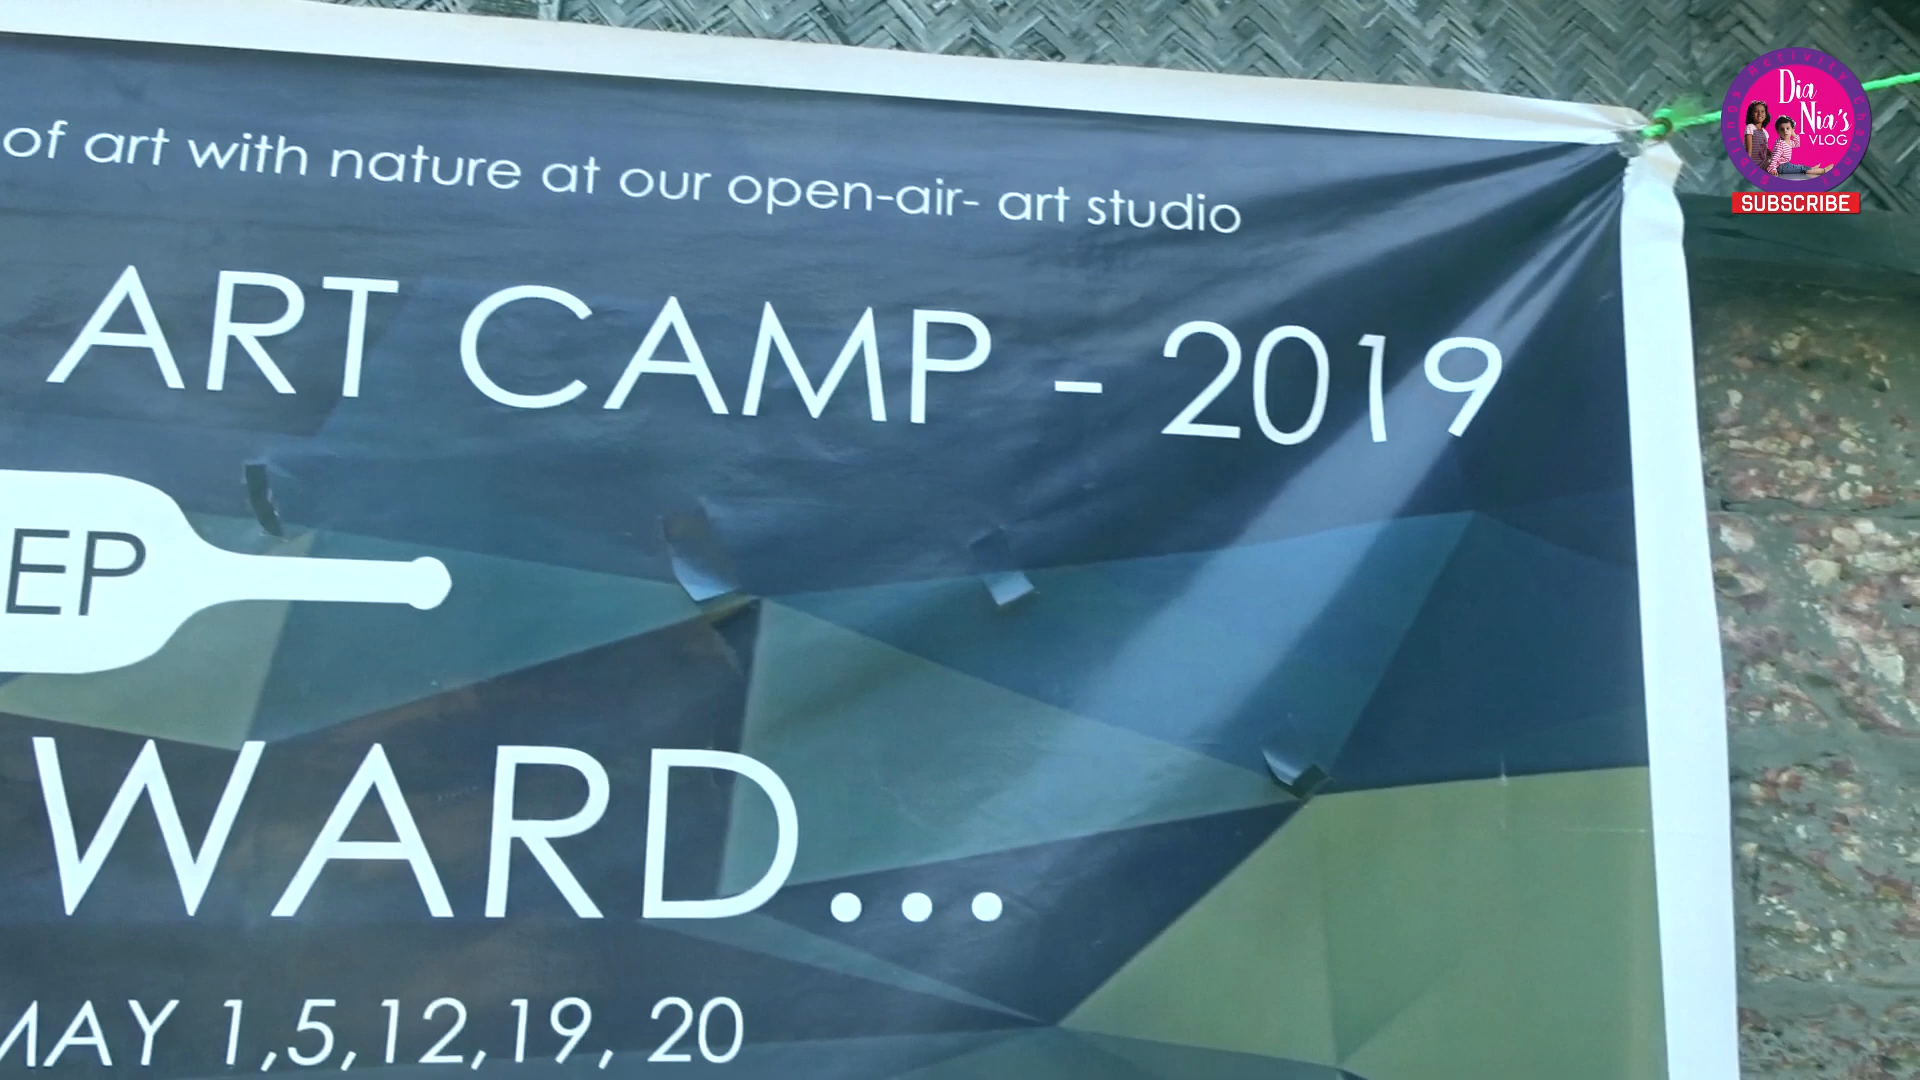 of art with nature at our open-air- art studio
ART CAMP - 2019
EP
WARD...
MAY 1,5,12,19, 20
Dia
Nia's
VLOG
SUBSCRIBE